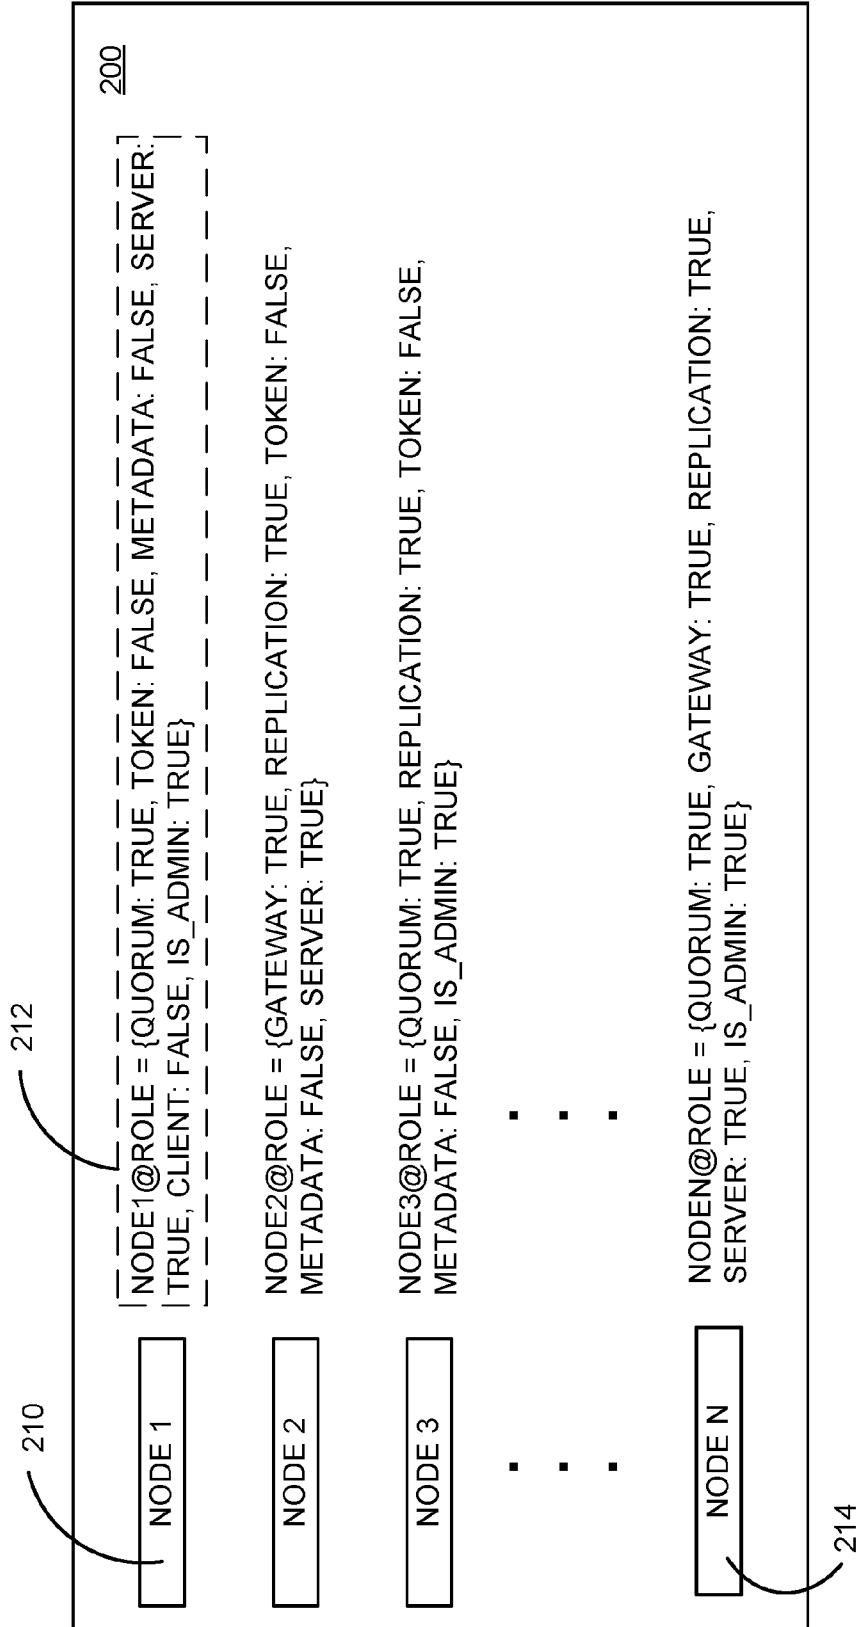 200
212
210
NODE 1
NODE1@ROLE = {QUORUM: TRUE, TOKEN: FALSE, METADATA: FALSE, SERVER:
TRUE, CLIENT: FALSE, IS_ADMIN: TRUE}
NODE 2
NODE2@ROLE = {GATEWAY: TRUE, REPLICATION: TRUE, TOKEN: FALSE,
METADATA: FALSE, SERVER: TRUE}
NODE 3
NODE3@ROLE = {QUORUM: TRUE, REPLICATION: TRUE, TOKEN: FALSE,
METADATA: FALSE, IS_ADMIN: TRUE}
NODE N
NODEN@ROLE = {QUORUM: TRUE, GATEWAY: TRUE, REPLICATION: TRUE,
SERVER: TRUE, IS_ADMIN: TRUE}
214